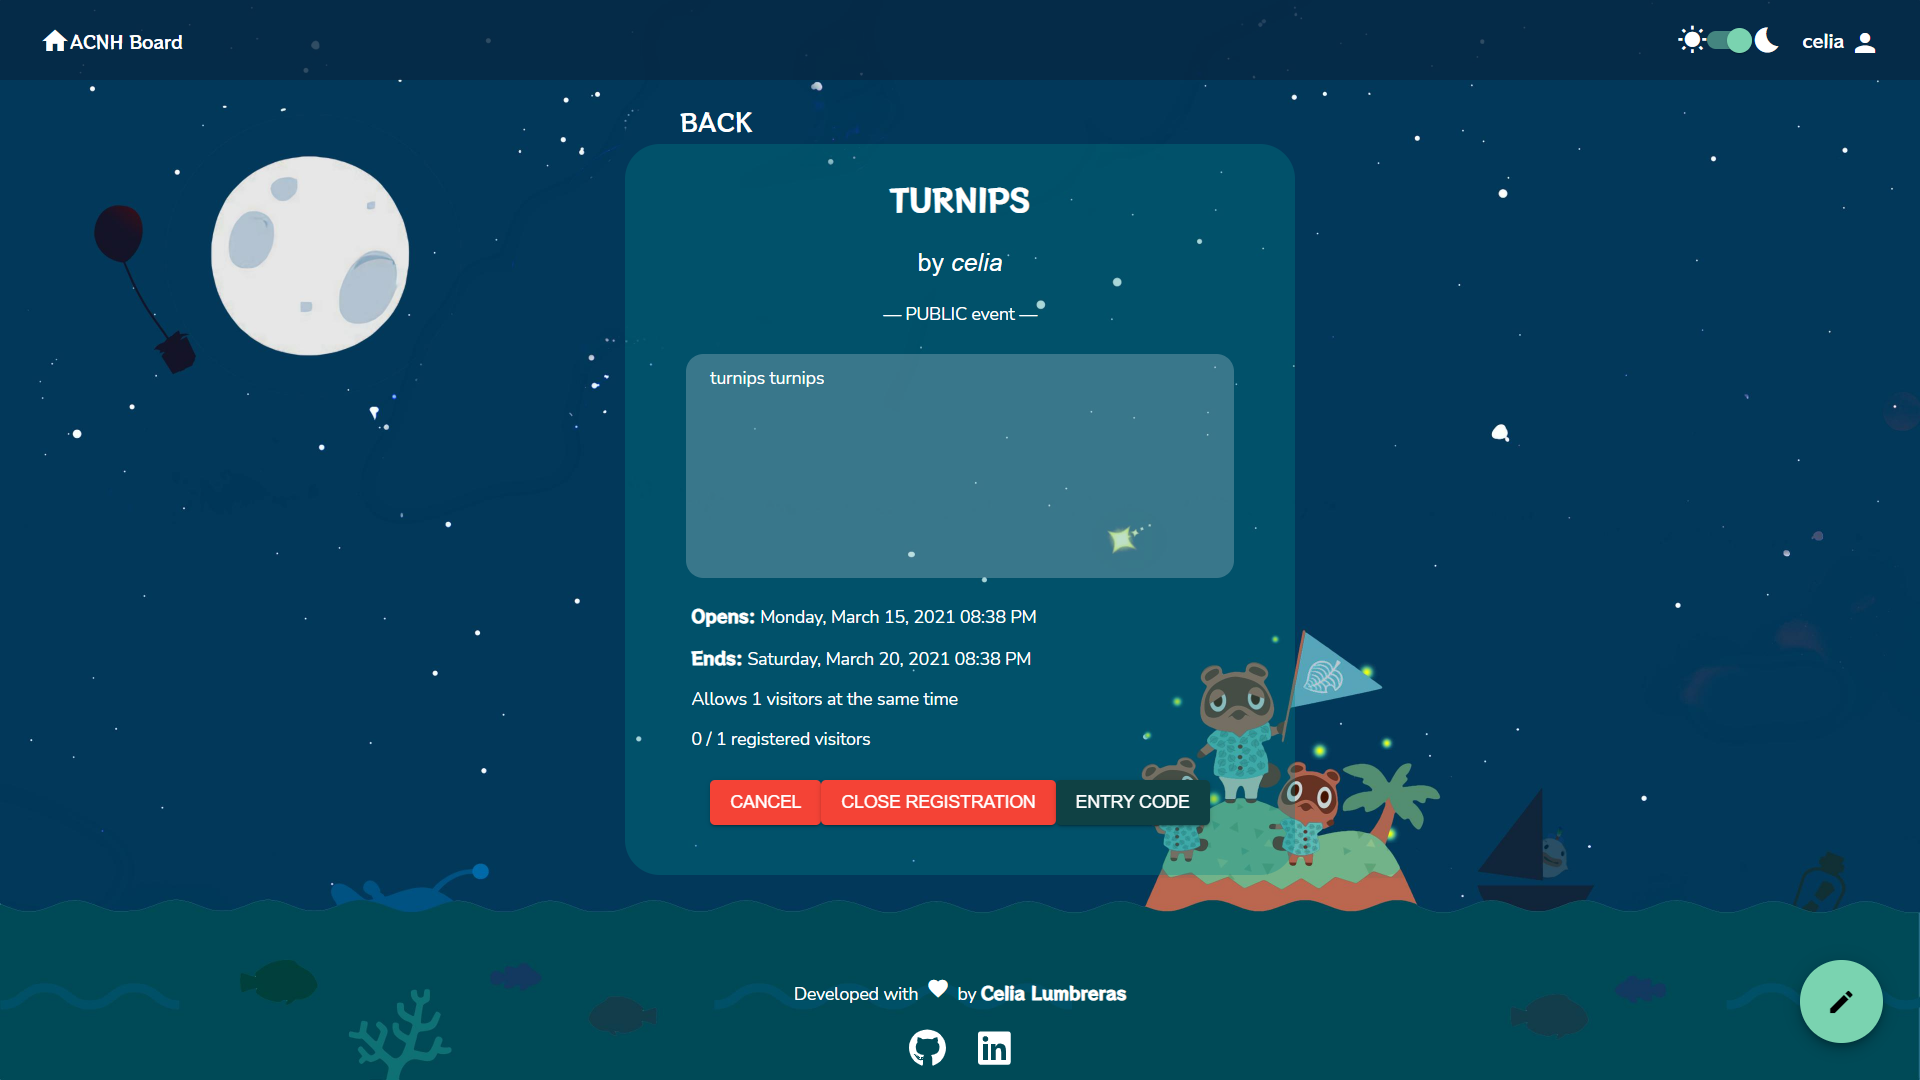 ACNH Board
celia
BACK
TURNIPS
by celia
— PUBLIC event —
turnips turnips
Opens: Monday, March 15, 2021 08:38 PM
Ends: Saturday, March 20, 2021 08:38 PM
Allows 1 visitors at the same time
0 / 1 registered visitors
CANCEL CLOSE REGISTRATION ENTRY CODE
Developed with by Celia Lumbreras
in